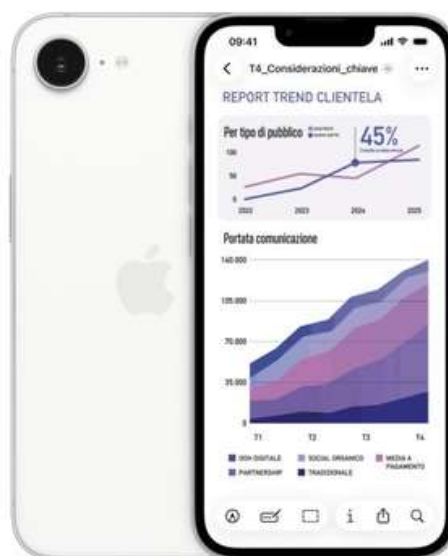 09:41
T4_Considerazioni_chiave
REPORT TREND CLIENTELA
Per tipo di pubblico
45%
100
50
0
2022 2023 2024 2025
Portata comunicazione
140.000
105.000
70.000
35.000
0
T1 T2 T3 T4
OOH DIGITALE SOCIAL ORGANICO MEDIA A PAGAMENTO
PARTNERSHIP TRADIZIONALE